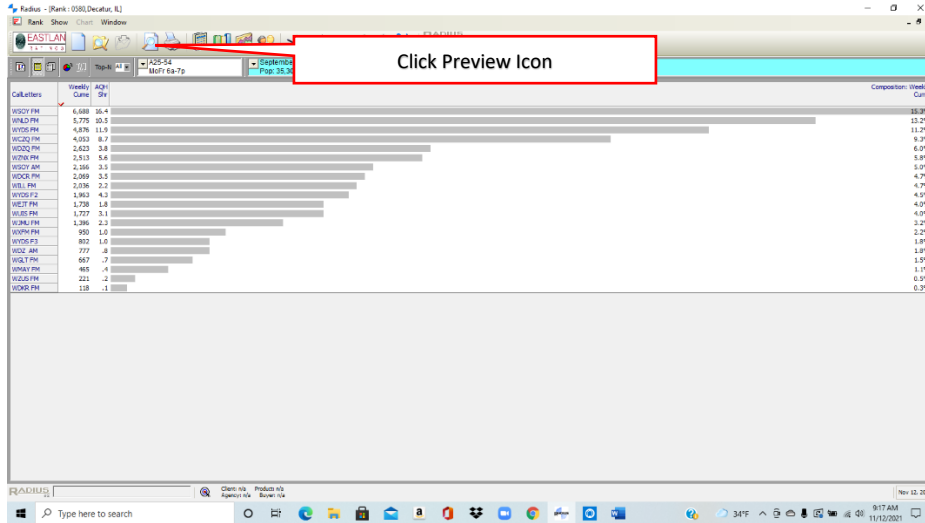 Radius - [Rank : 0580,Decatur, IL]
Rank Show Chart Window
EASTLAN
RADIUS
Click Preview Icon
Top-N All
A25-54
MoFr 6a-7p
Septembe
Pop: 35,30
CallLetters Weekly Cume AQH Shr Composition: Week Cum
WSOY FM 6,688 16.4 15.3
WNLD FM 5,775 10.5 13.2
WYDS FM 4,876 11.9 11.2
WCZQ FM 4,053 8.7 9.3
WDZQ FM 2,623 3.8 6.0
WZNX FM 2,513 5.6 5.8
WSOY AM 2,166 3.5 5.0
WDCR FM 2,069 3.5 4.7
WILL FM 2,036 2.2 4.7
WYDS F2 1,963 4.3 4.5
WEJT FM 1,738 1.8 4.0
WUIS FM 1,727 3.1 4.0
WJMU FM 1,396 2.3 3.2
WXFM FM 950 1.0 2.2
WYDS F3 802 1.0 1.8
WDZ AM 777 .8 1.8
WGLT FM 667 .7 1.5
WMAY FM 465 .4 1.1
WZUS FM 221 .2 0.5
WDKR FM 118 .1 0.3
RADIUS
Client: n/a Product: n/a
Agency: n/a Buyer: n/a
Nov 12, 20
Type here to search
34°F
9:17 AM
11/12/2021